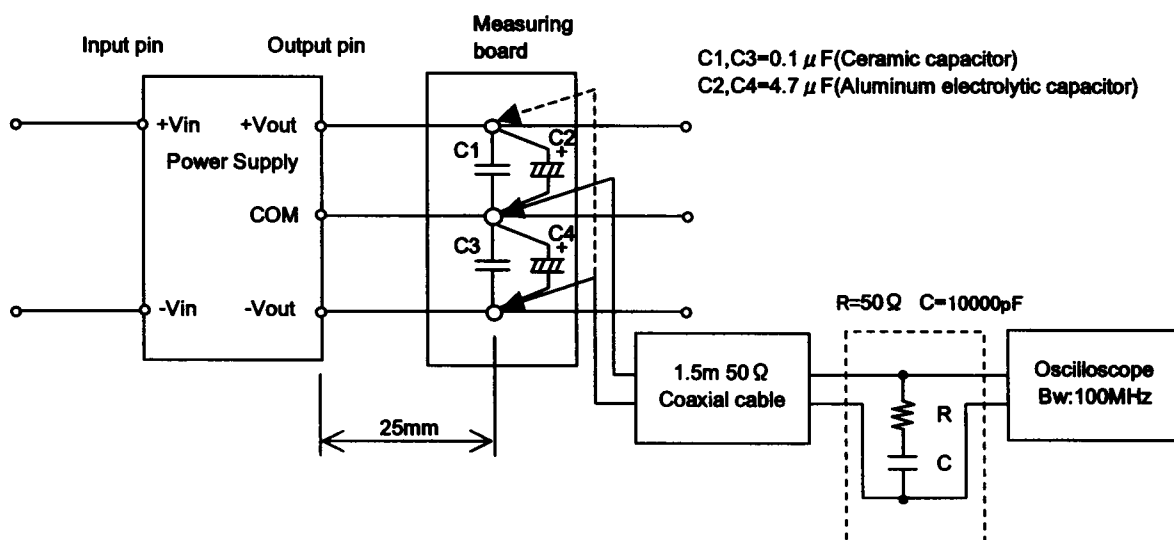 Input pin
Output pin
Measuring
board
C1,C3=0.1 μF(Ceramic capacitor)
C2,C4=4.7 μF(Aluminum electrolytic capacitor)
+Vin
+Vout
Power Supply
C1
C2
+
COM
C3
C4
+
-Vin
-Vout
R=50Ω C=10000pF
1.5m 50Ω
Coaxial cable
Oscilloscope
Bw:100MHz
R
C
25mm